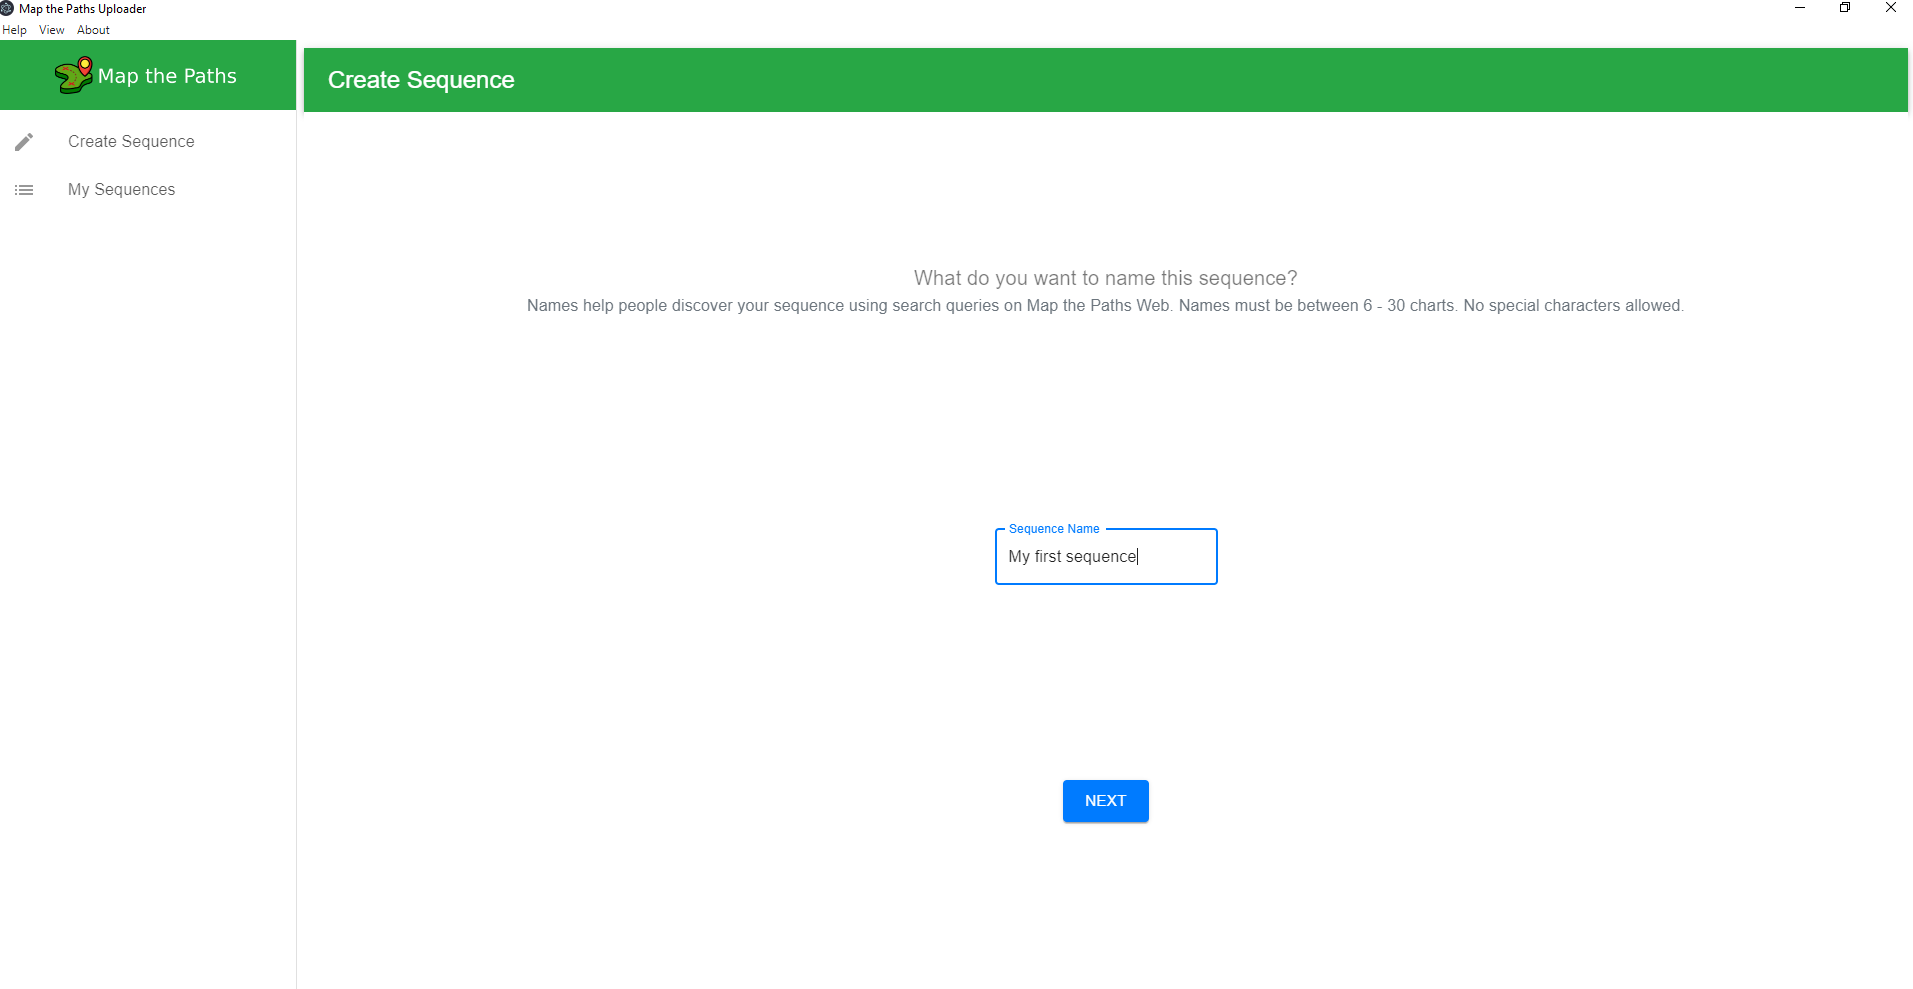 Map the Paths Uploader
Help View About
Map the Paths
Create Sequence
Create Sequence
My Sequences
What do you want to name this sequence?
Names help people discover your sequence using search queries on Map the Paths Web. Names must be between 6 - 30 charts. No special characters allowed.
Sequence Name
My first sequence
NEXT